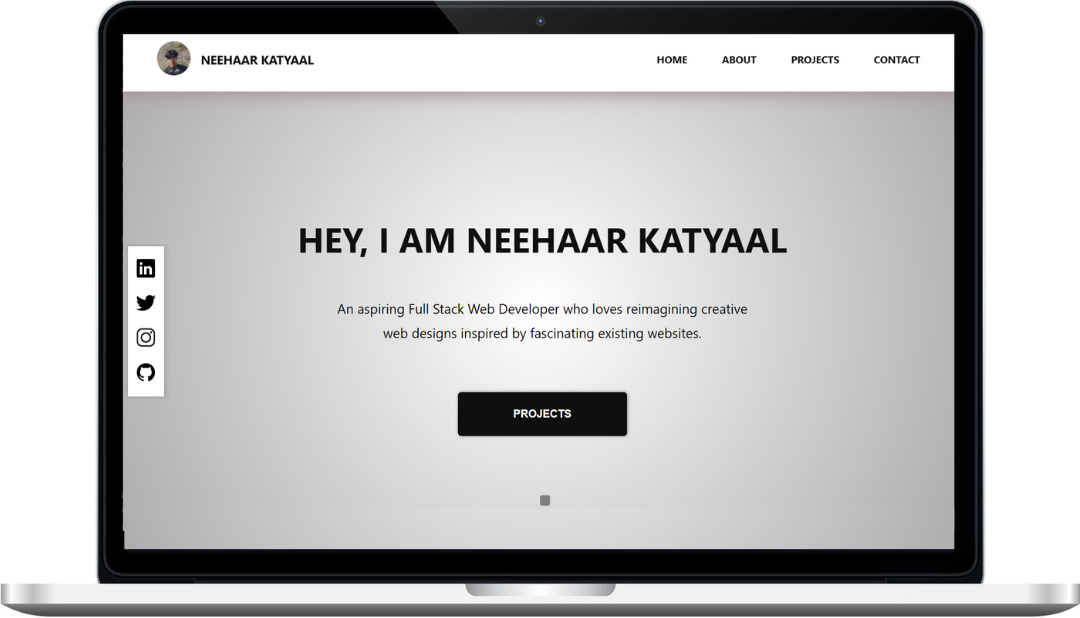 NEEHAAR KATYAAL
HOME
ABOUT
PROJECTS
CONTACT
HEY, I AM NEEHAAR KATYAAL
An aspiring Full Stack Web Developer who loves reimagining creative
web designs inspired by fascinating existing websites.
in
PROJECTS